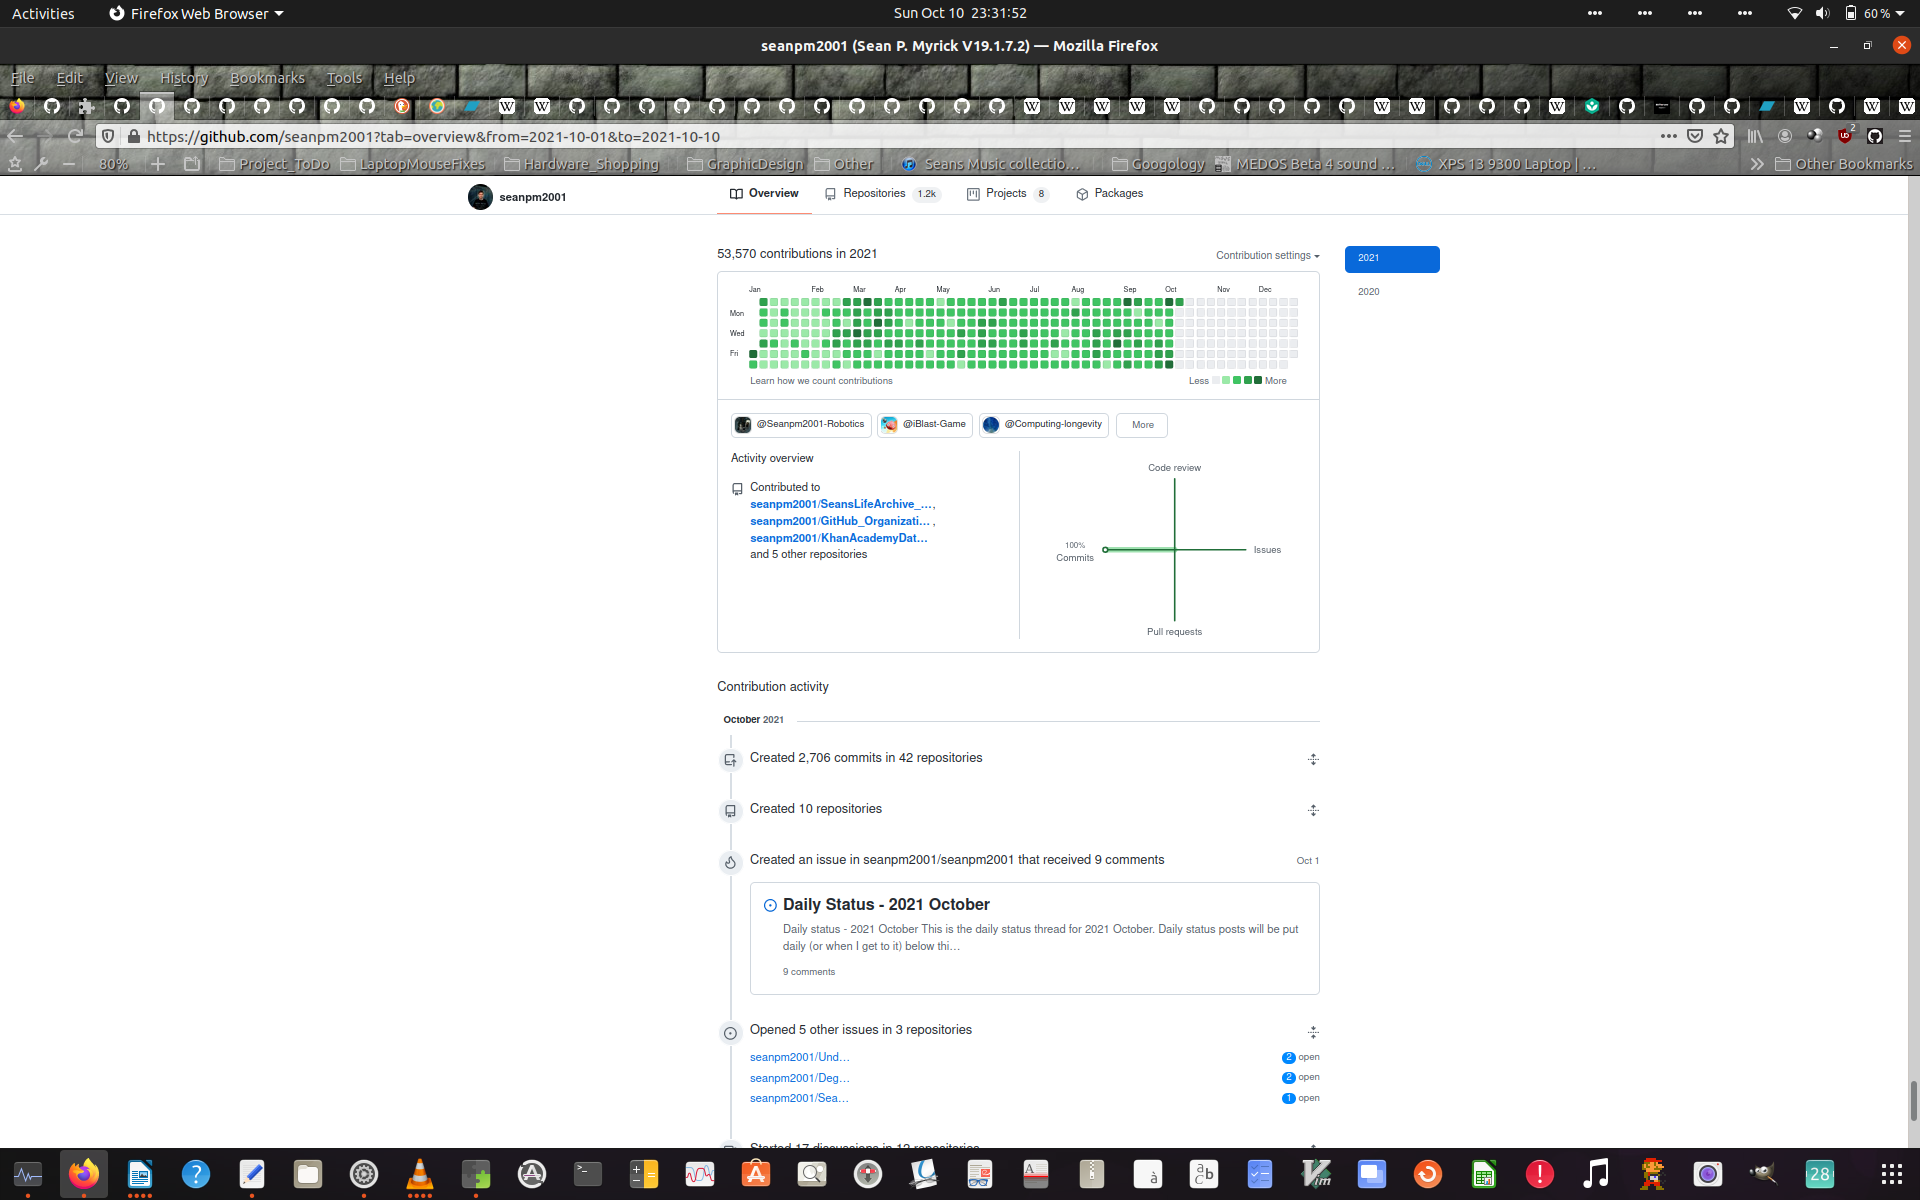 Activities
Firefox Web Browser
Sun Oct 10 23:31:52
60 %
seanpm2001 (Sean P. Myrick V19.1.7.2) — Mozilla Firefox
File Edit View History Bookmarks Tools Help
https://github.com/seanpm2001?tab=overview&from=2021-10-01&to=2021-10-10
2
80%
Project_ToDo
LaptopMouseFixes
Hardware_Shopping
GraphicDesign
Other
Seans Music collectio…
Googology
MEDOS Beta 4 sound …
XPS 13 9300 Laptop | …
Other Bookmarks
seanpm2001
Overview
Repositories 1.2k
Projects 8
Packages
53,570 contributions in 2021
Contribution settings
2021
2020
Jan Feb Mar Apr May Jun Jul Aug Sep Oct Nov Dec
Mon
Wed
Fri
Learn how we count contributions
Less More
@Seanpm2001-Robotics
@iBlast-Game
@Computing-longevity
More
Activity overview
Contributed to
seanpm2001/SeansLifeArchive_…,
seanpm2001/GitHub_Organizati… ,
seanpm2001/KhanAcademyDat…
and 5 other repositories
Code review
100%
Commits
Issues
Pull requests
Contribution activity
October 2021
Created 2,706 commits in 42 repositories
Created 10 repositories
Created an issue in seanpm2001/seanpm2001 that received 9 comments
Oct 1
Daily Status - 2021 October
Daily status - 2021 October This is the daily status thread for 2021 October. Daily status posts will be put
daily (or when I get to it) below thi…
9 comments
Opened 5 other issues in 3 repositories
seanpm2001/Und…
2 open
seanpm2001/Deg…
2 open
seanpm2001/Sea…
1 open
Started 17 discussions in 12 repositories
28